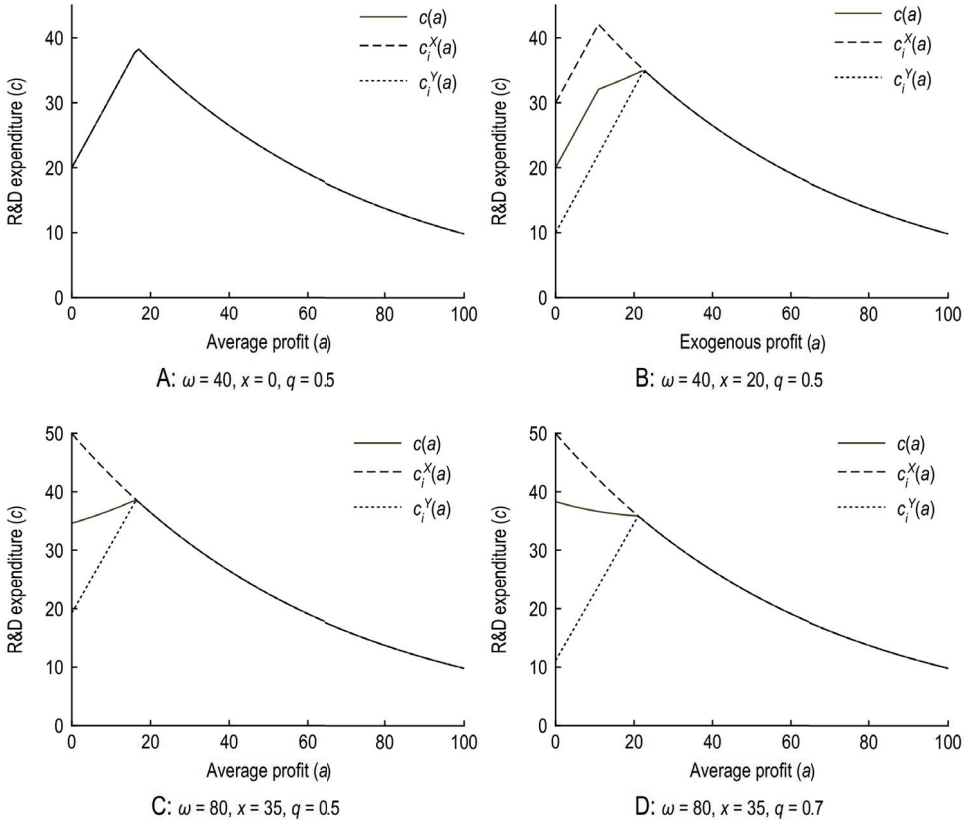 c(a)
c_i^X(a)
c_i^Y(a)
R&D expenditure (c)
40
30
20
10
0
0 20 40 60 80 100
Average profit (a)
A: ω = 40, x = 0, q = 0.5
c(a)
c_i^X(a)
c_i^Y(a)
R&D expenditure (c)
40
30
20
10
0
0 20 40 60 80 100
Exogenous profit (a)
B: ω = 40, x = 20, q = 0.5
c(a)
c_i^X(a)
c_i^Y(a)
R&D expenditure (c)
50
40
30
20
10
0
0 20 40 60 80 100
Average profit (a)
C: ω = 80, x = 35, q = 0.5
c(a)
c_i^X(a)
c_i^Y(a)
R&D expenditure (c)
50
40
30
20
10
0
0 20 40 60 80 100
Average profit (a)
D: ω = 80, x = 35, q = 0.7